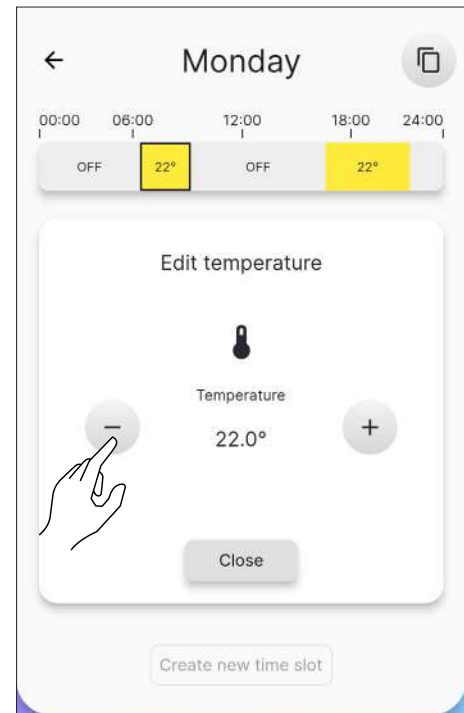 Monday
00:00 06:00 12:00 18:00 24:00
OFF 22° OFF 22°
Edit temperature
Temperature
22.0°
Close
Create new time slot